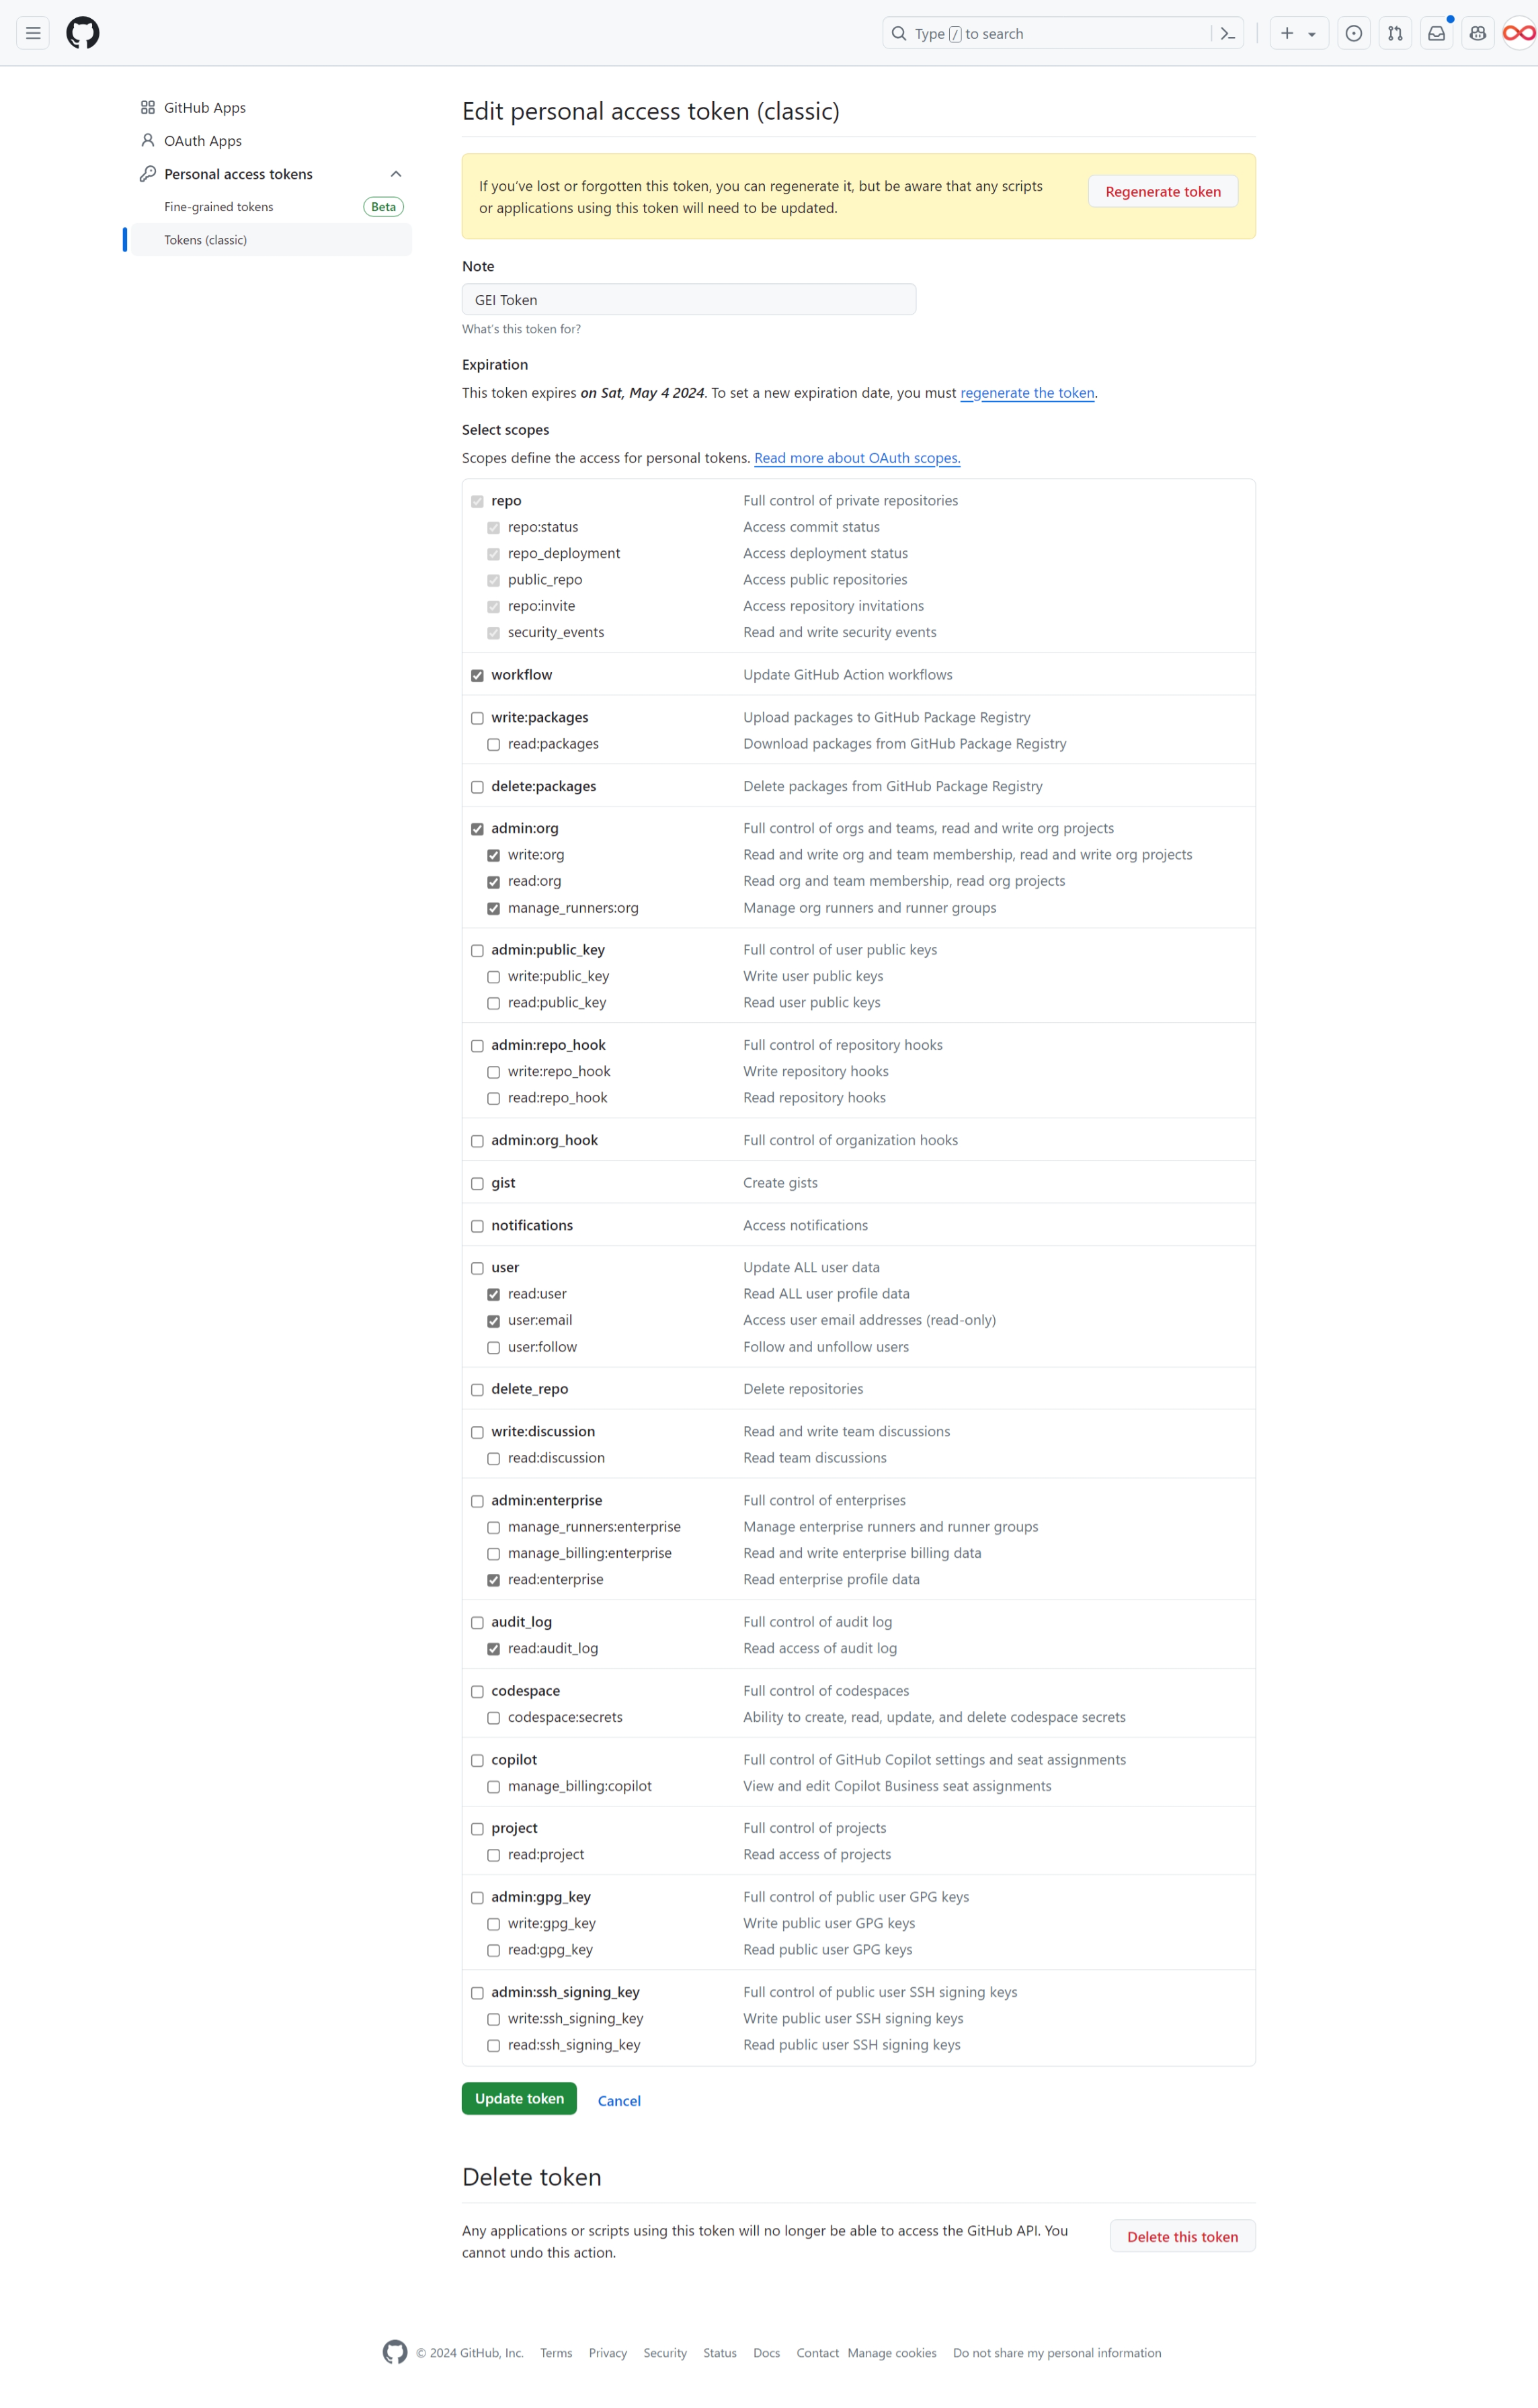 Type / to search
GitHub Apps
OAuth Apps
Personal access tokens
Fine-grained tokens Beta
Tokens (classic)
Edit personal access token (classic)
If you've lost or forgotten this token, you can regenerate it, but be aware that any scripts
or applications using this token will need to be updated.
Regenerate token
Note
GEI Token
What's this token for?
Expiration
This token expires on Sat, May 4 2024. To set a new expiration date, you must regenerate the token.
Select scopes
Scopes define the access for personal tokens. Read more about OAuth scopes.
repo Full control of private repositories
repo:status Access commit status
repo_deployment Access deployment status
public_repo Access public repositories
repo:invite Access repository invitations
security_events Read and write security events
workflow Update GitHub Action workflows
write:packages Upload packages to GitHub Package Registry
read:packages Download packages from GitHub Package Registry
delete:packages Delete packages from GitHub Package Registry
admin:org Full control of orgs and teams, read and write org projects
write:org Read and write org and team membership, read and write org projects
read:org Read org and team membership, read org projects
manage_runners:org Manage org runners and runner groups
admin:public_key Full control of user public keys
write:public_key Write user public keys
read:public_key Read user public keys
admin:repo_hook Full control of repository hooks
write:repo_hook Write repository hooks
read:repo_hook Read repository hooks
admin:org_hook Full control of organization hooks
gist Create gists
notifications Access notifications
user Update ALL user data
read:user Read ALL user profile data
user:email Access user email addresses (read-only)
user:follow Follow and unfollow users
delete_repo Delete repositories
write:discussion Read and write team discussions
read:discussion Read team discussions
admin:enterprise Full control of enterprises
manage_runners:enterprise Manage enterprise runners and runner groups
manage_billing:enterprise Read and write enterprise billing data
read:enterprise Read enterprise profile data
audit_log Full control of audit log
read:audit_log Read access of audit log
codespace Full control of codespaces
codespace:secrets Ability to create, read, update, and delete codespace secrets
copilot Full control of GitHub Copilot settings and seat assignments
manage_billing:copilot View and edit Copilot Business seat assignments
project Full control of projects
read:project Read access of projects
admin:gpg_key Full control of public user GPG keys
write:gpg_key Write public user GPG keys
read:gpg_key Read public user GPG keys
admin:ssh_signing_key Full control of public user SSH signing keys
write:ssh_signing_key Write public user SSH signing keys
read:ssh_signing_key Read public user SSH signing keys
Update token Cancel
Delete token
Any applications or scripts using this token will no longer be able to access the GitHub API. You
cannot undo this action.
Delete this token
© 2024 GitHub, Inc. Terms Privacy Security Status Docs Contact Manage cookies Do not share my personal information